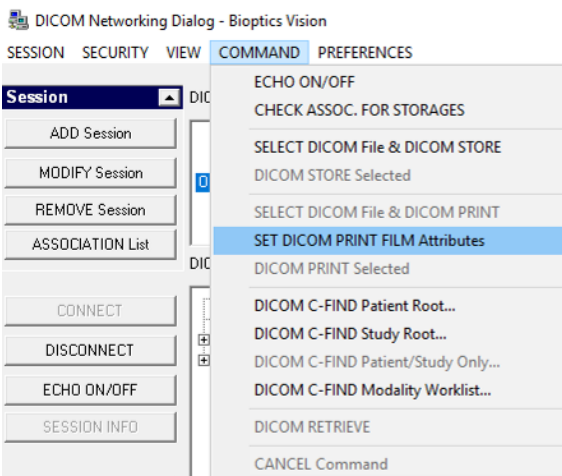 DICOM Networking Dialog - Bioptics Vision
SESSION SECURITY VIEW COMMAND PREFERENCES
Session
DIC
ADD Session
MODIFY Session
REMOVE Session
ASSOCIATION List
DIC
CONNECT
DISCONNECT
ECHO ON/OFF
SESSION INFO
ECHO ON/OFF
CHECK ASSOC. FOR STORAGES
SELECT DICOM File & DICOM STORE
DICOM STORE Selected
SELECT DICOM File & DICOM PRINT
SET DICOM PRINT FILM Attributes
DICOM PRINT Selected
DICOM C-FIND Patient Root...
DICOM C-FIND Study Root...
DICOM C-FIND Patient/Study Only...
DICOM C-FIND Modality Worklist...
DICOM RETRIEVE
CANCEL Command